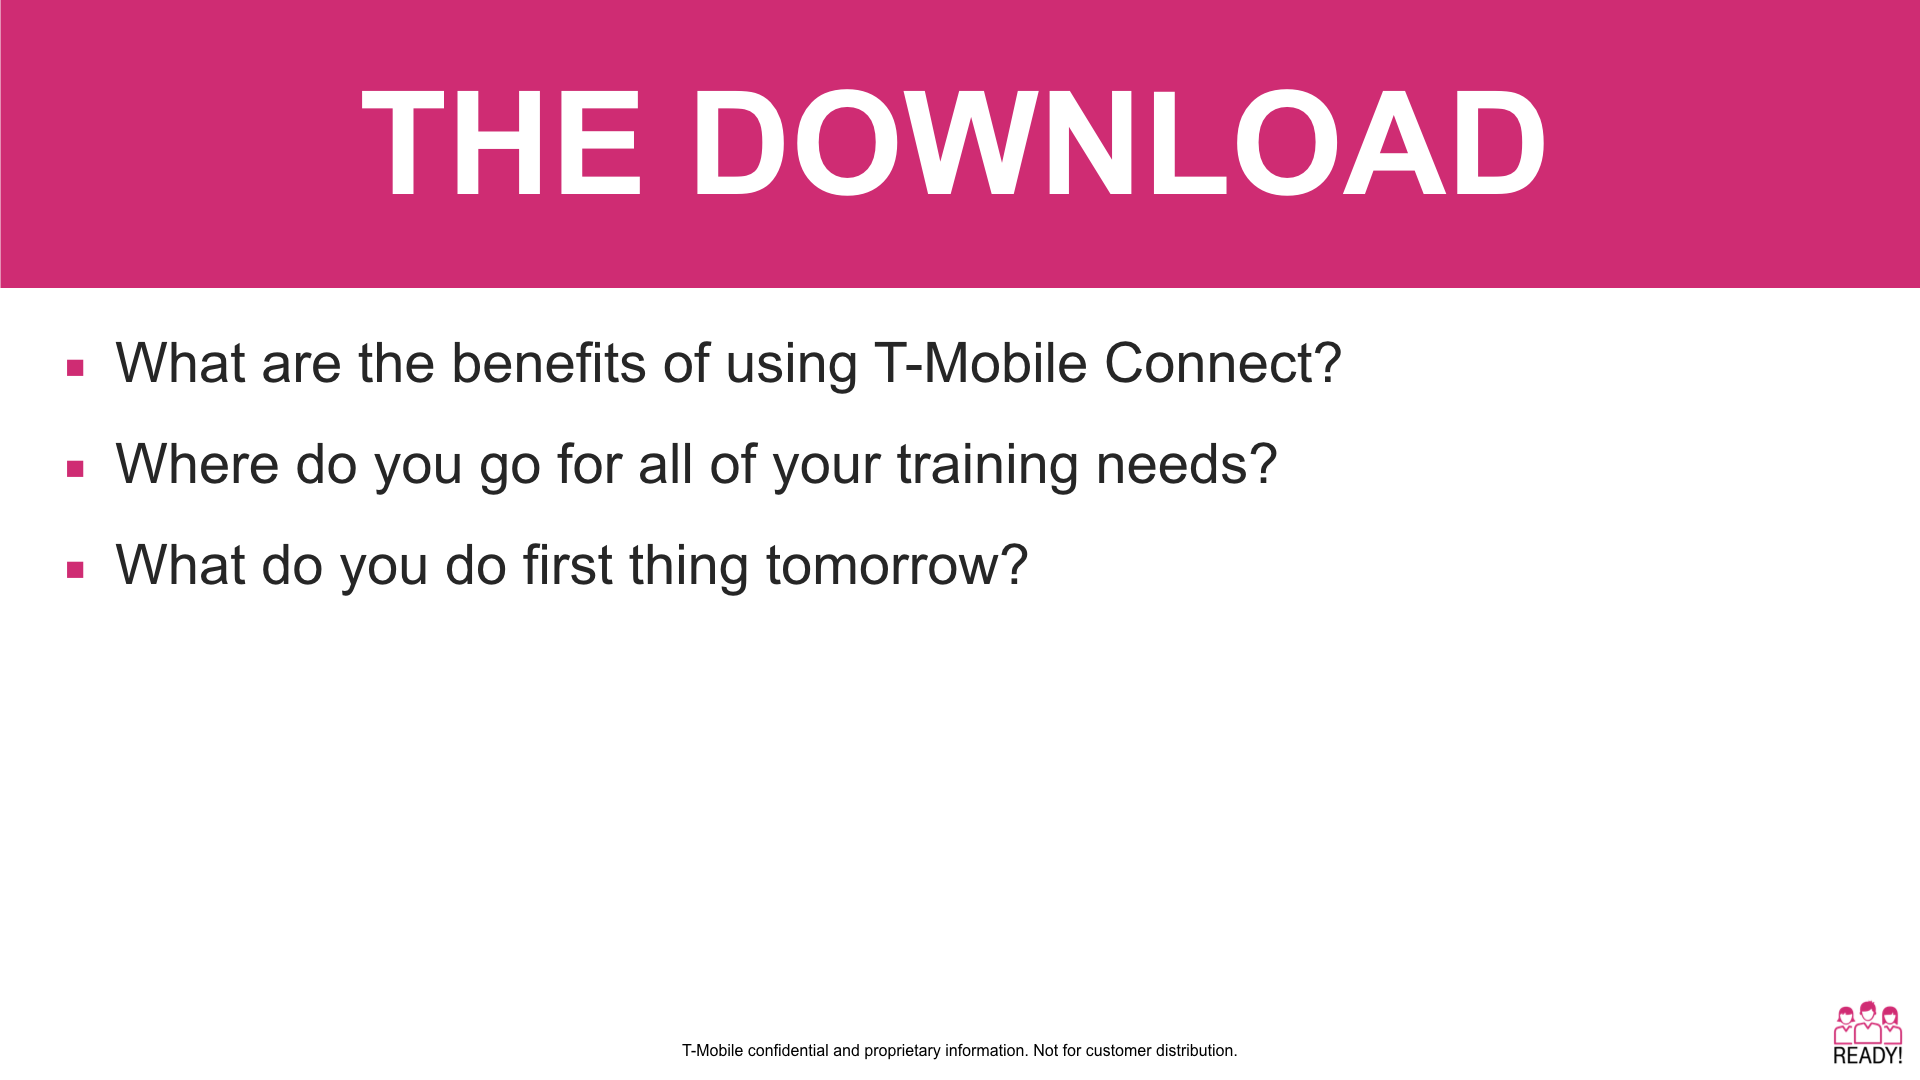 THE DOWNLOAD
▪ What are the benefits of using T-Mobile Connect?
▪ Where do you go for all of your training needs?
▪ What do you do first thing tomorrow?
T-Mobile confidential and proprietary information. Not for customer distribution.
READY!